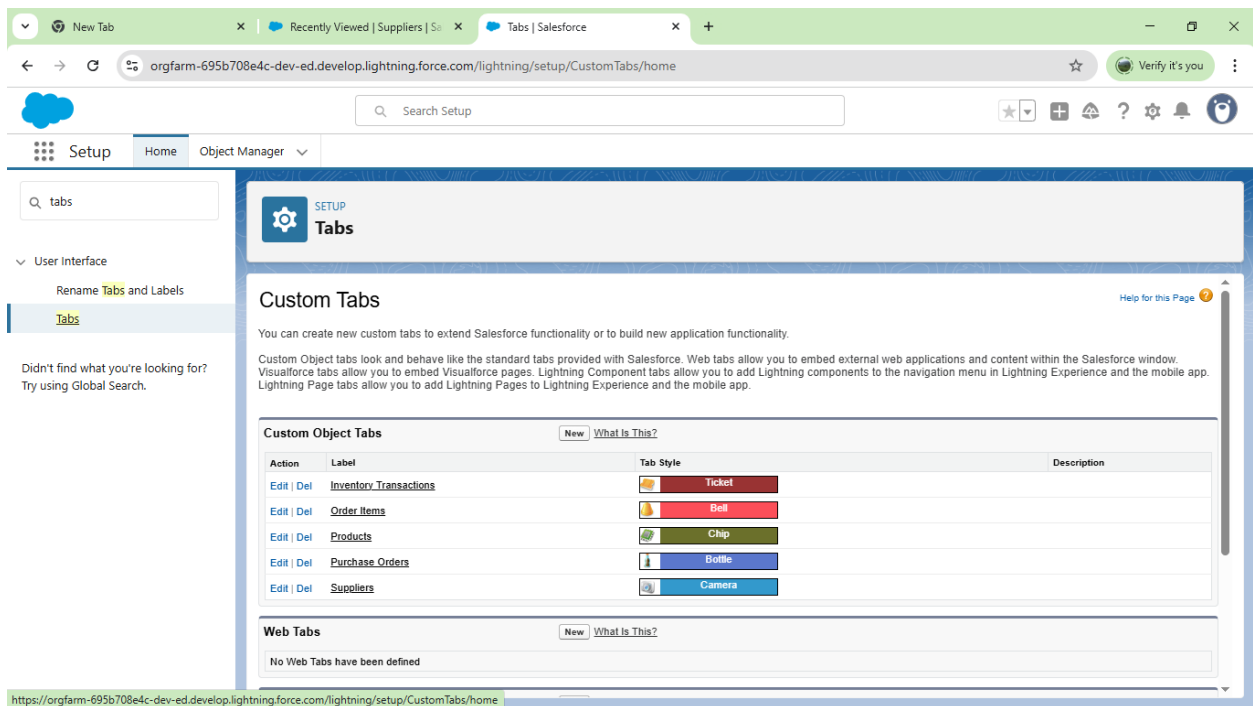 New Tab
Recently Viewed | Suppliers | Sa
Tabs | Salesforce
orgfarm-695b708e4c-dev-ed.develop.lightning.force.com/lightning/setup/CustomTabs/home
Verify it's you
Search Setup
Setup
Home
Object Manager
tabs
SETUP
Tabs
User Interface
Rename Tabs and Labels
Tabs
Didn't find what you're looking for?
Try using Global Search.
Custom Tabs
Help for this Page
You can create new custom tabs to extend Salesforce functionality or to build new application functionality.
Custom Object tabs look and behave like the standard tabs provided with Salesforce. Web tabs allow you to embed external web applications and content within the Salesforce window.
Visualforce tabs allow you to embed Visualforce pages. Lightning Component tabs allow you to add Lightning components to the navigation menu in Lightning Experience and the mobile app.
Lightning Page tabs allow you to add Lightning Pages to Lightning Experience and the mobile app.
Custom Object Tabs New What Is This?
Action Label Tab Style Description
Edit | Del Inventory Transactions Ticket
Edit | Del Order Items Bell
Edit | Del Products Chip
Edit | Del Purchase Orders Bottle
Edit | Del Suppliers Camera
Web Tabs New What Is This?
No Web Tabs have been defined
https://orgfarm-695b708e4c-dev-ed.develop.lightning.force.com/lightning/setup/CustomTabs/home